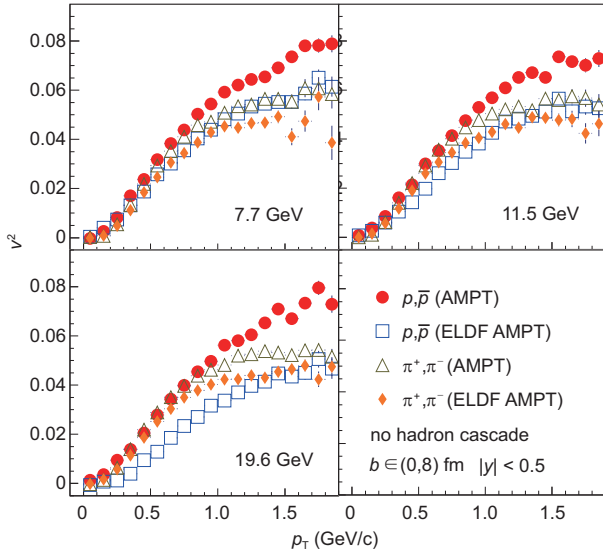 0.08
0.06
0.04
0.02
0
7.7 GeV
11.5 GeV
v²
0.08
0.06
0.04
0.02
0
19.6 GeV
p,p̅ (AMPT)
p,p̅ (ELDF AMPT)
π⁺,π⁻(AMPT)
π⁺,π⁻(ELDF AMPT)
no hadron cascade
b ∈ (0,8) fm |y| < 0.5
0 0.5 1.0 1.5 0 0.5 1.0 1.5
p_T (GeV/c)